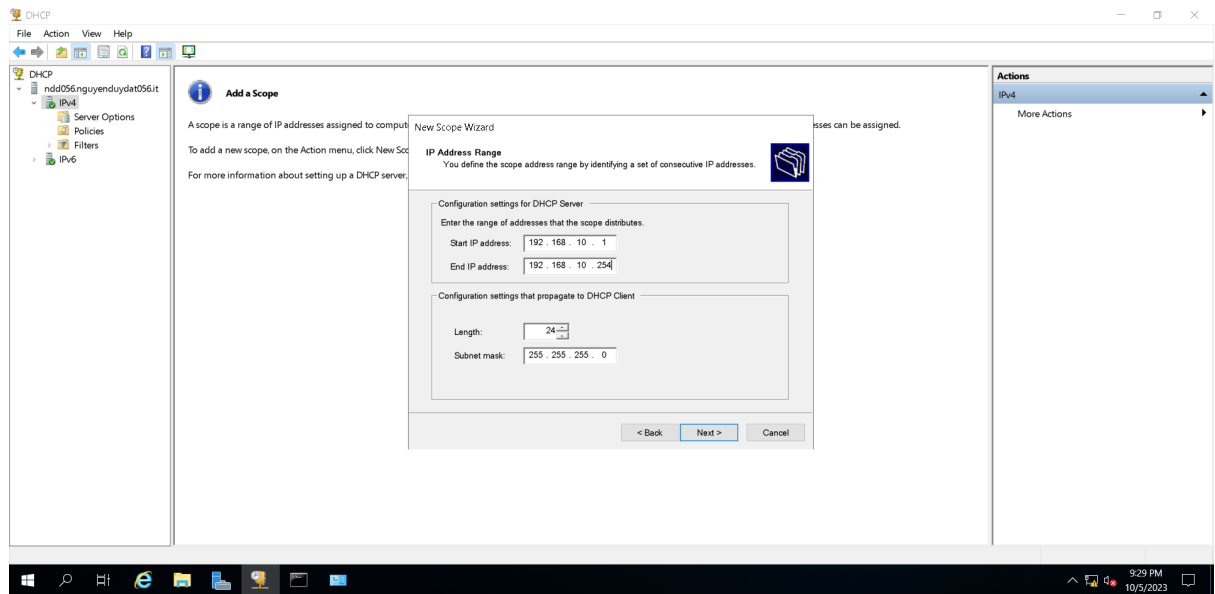 DHCP
File Action View Help
DHCP
ndd056.nguyenduydat056.it
IPv4
Server Options
Policies
Filters
IPv6
Add a Scope
A scope is a range of IP addresses assigned to comput
esses can be assigned.
To add a new scope, on the Action menu, click New Sco
For more information about setting up a DHCP server,
New Scope Wizard
IP Address Range
You define the scope address range by identifying a set of consecutive IP addresses.
Configuration settings for DHCP Server
Enter the range of addresses that the scope distributes.
Start IP address: 192 . 168 . 10 . 1
End IP address: 192 . 168 . 10 . 254
Configuration settings that propagate to DHCP Client
Length: 24
Subnet mask: 255 . 255 . 255 . 0
< Back Next > Cancel
Actions
IPv4
More Actions
9:29 PM
10/5/2023